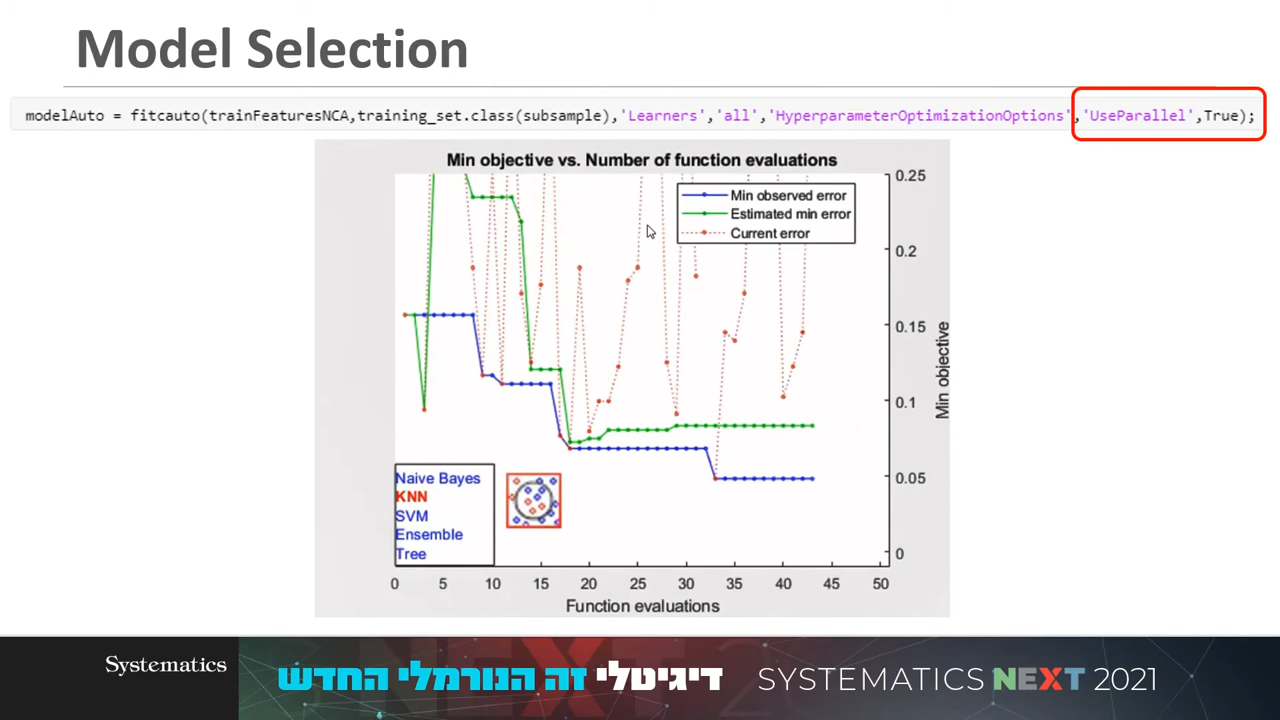 Model Selection
modelAuto = fitcauto(trainFeaturesNCA,training_set.class(subsample),'Learners','all','HyperparameterOptimizationOptions','UseParallel',True);
Min objective vs. Number of function evaluations
Min observed error
Estimated min error
Current error
0.25
0.2
0.15
0.1
0.05
0
Min objective
Naive Bayes
KNN
SVM
Ensemble
Tree
0 5 10 15 20 25 30 35 40 45 50
Function evaluations
Systematics
דיגיטלי זה הנורמלי החדש
SYSTEMATICS NEXT 2021